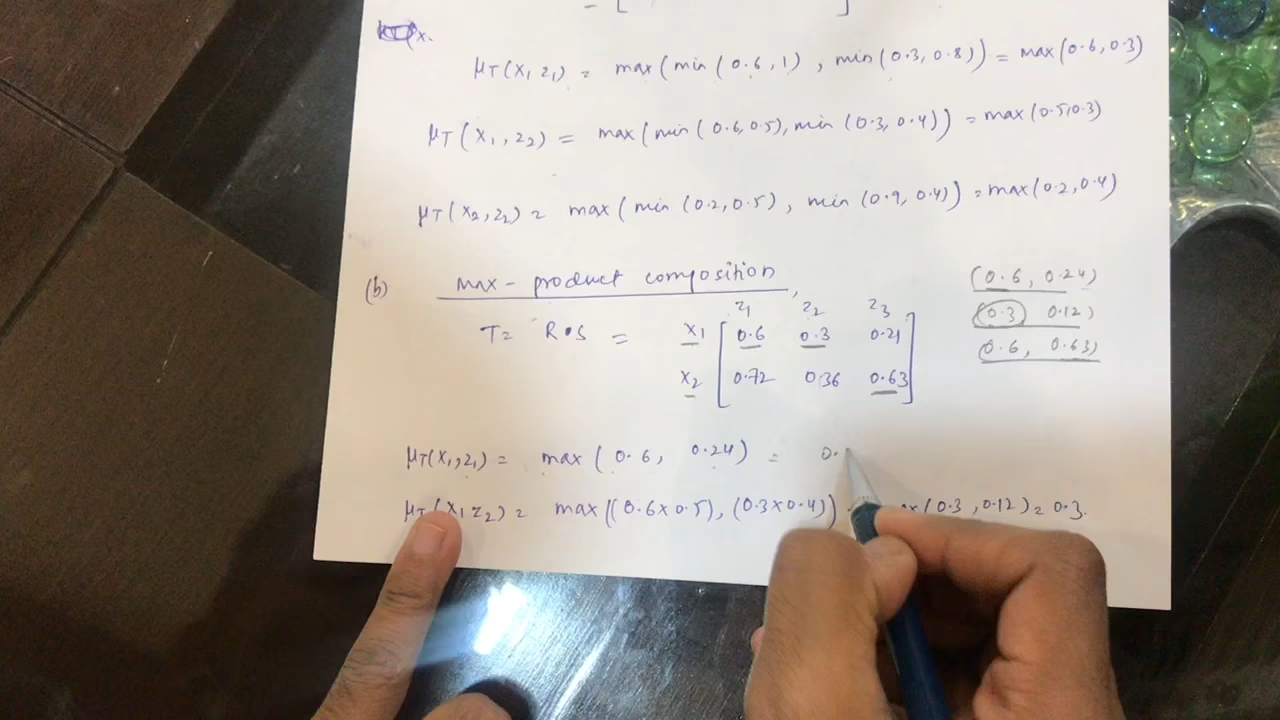 μT(x1 z1) = max(min(0.6, 1), min(0.3, 0.8)) = max(0.6, 0.3)
μT(x1, z2) = max(min(0.6, 0.5), min(0.3, 0.4)) = max(0.5, 0.3)
μT(x2, z2) = max(min(0.2, 0.5), min(0.9, 0.4)) = max(0.2, 0.4)
(b) max-product composition,
(0.6, 0.24)
z1 z2 z3
(0.3 0.12)
T= R•S = x1 [0.6 0.3 0.21
(0.6, 0.63)
x2 0.72 0.36 0.63]
μT(x1, z1) = max(0.6, 0.24) = 0.
μT(x1 z2) = max((0.6×0.5), (0.3×0.4)) (0.3, 0.12) = 0.3.